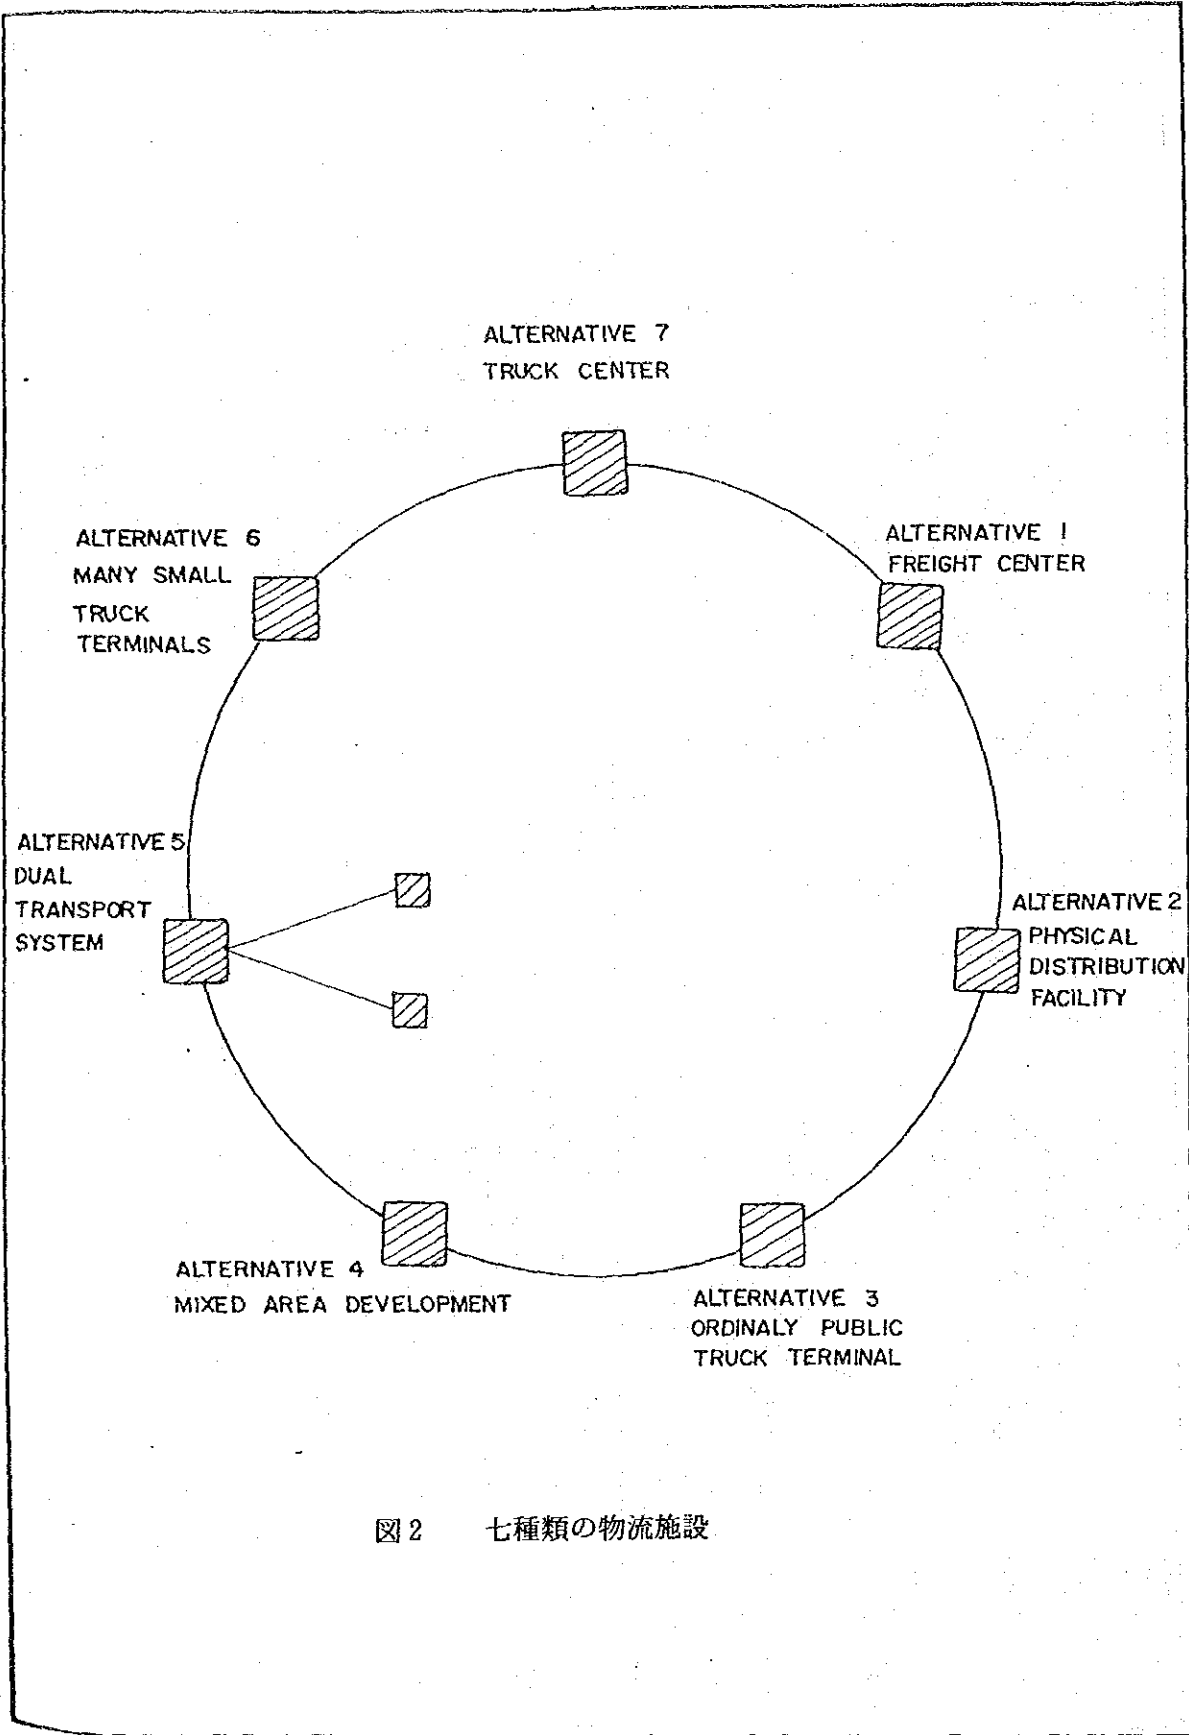 ALTERNATIVE 7
TRUCK CENTER
ALTERNATIVE 1
FREIGHT CENTER
ALTERNATIVE 6
MANY SMALL
TRUCK
TERMINALS
ALTERNATIVE 5
DUAL
TRANSPORT
SYSTEM
ALTERNATIVE 2
PHYSICAL
DISTRIBUTION
FACILITY
ALTERNATIVE 4
MIXED AREA DEVELOPMENT
ALTERNATIVE 3
ORDINALY PUBLIC
TRUCK TERMINAL
図2 七種類の物流施設